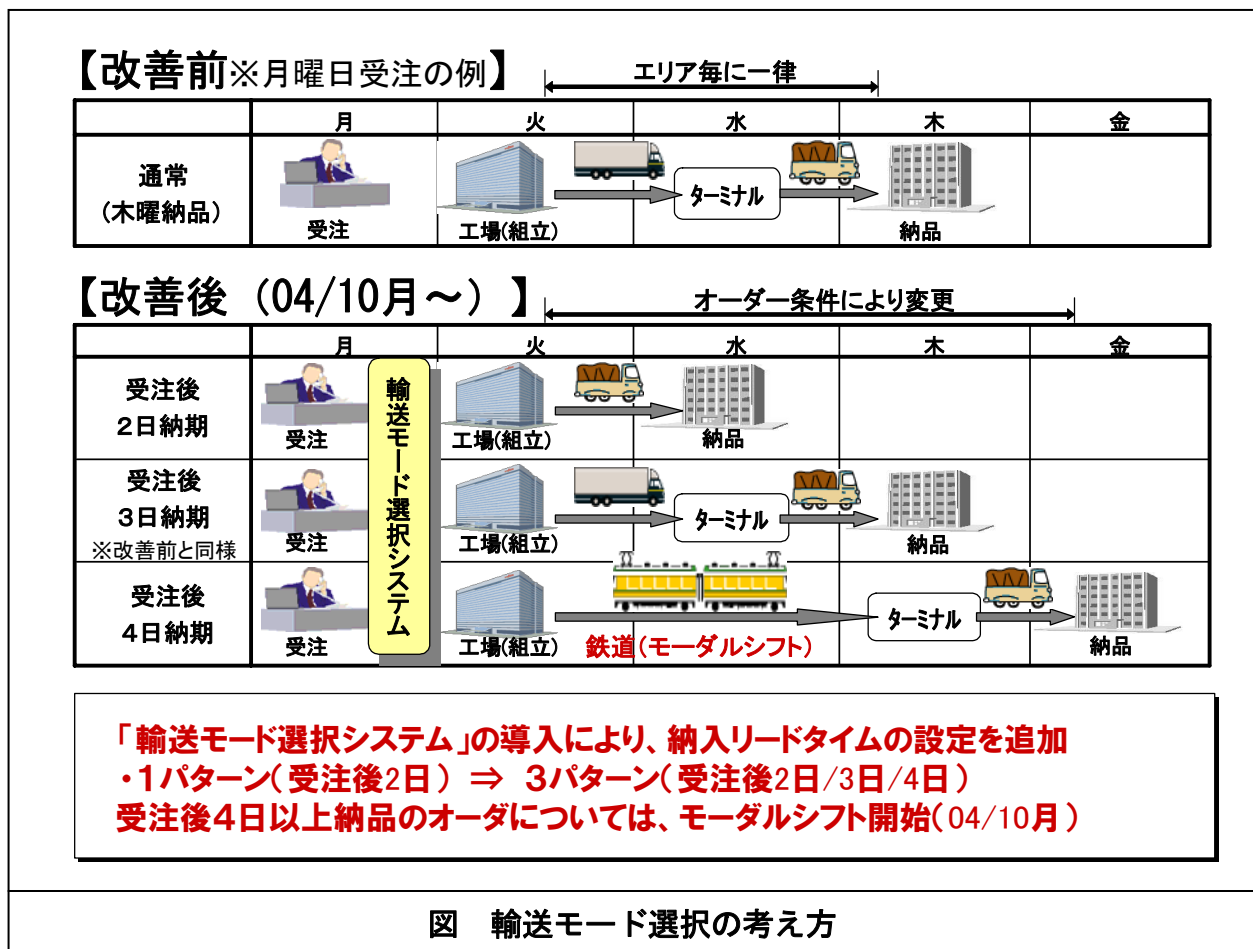 【改善前※月曜日受注の例】
エリア毎に一律
月 火 水 木 金
通常
(木曜納品)
ターミナル
受注 工場(組立) 納品
【改善後（04/10月～）】
オーダー条件により変更
月 火 水 木 金
輸送モード選択システム
受注後
2日納期
受注 工場(組立) 納品
受注後
3日納期
※改善前と同様
ターミナル
受注 工場(組立) 納品
受注後
4日納期
ターミナル
受注 工場(組立) 鉄道(モーダルシフト) 納品
「輸送モード選択システム」の導入により、納入リードタイムの設定を追加
・1パターン(受注後2日) ⇒ 3パターン(受注後2日/3日/4日)
受注後4日以上納品のオーダについては、モーダルシフト開始(04/10月)
図　輸送モード選択の考え方